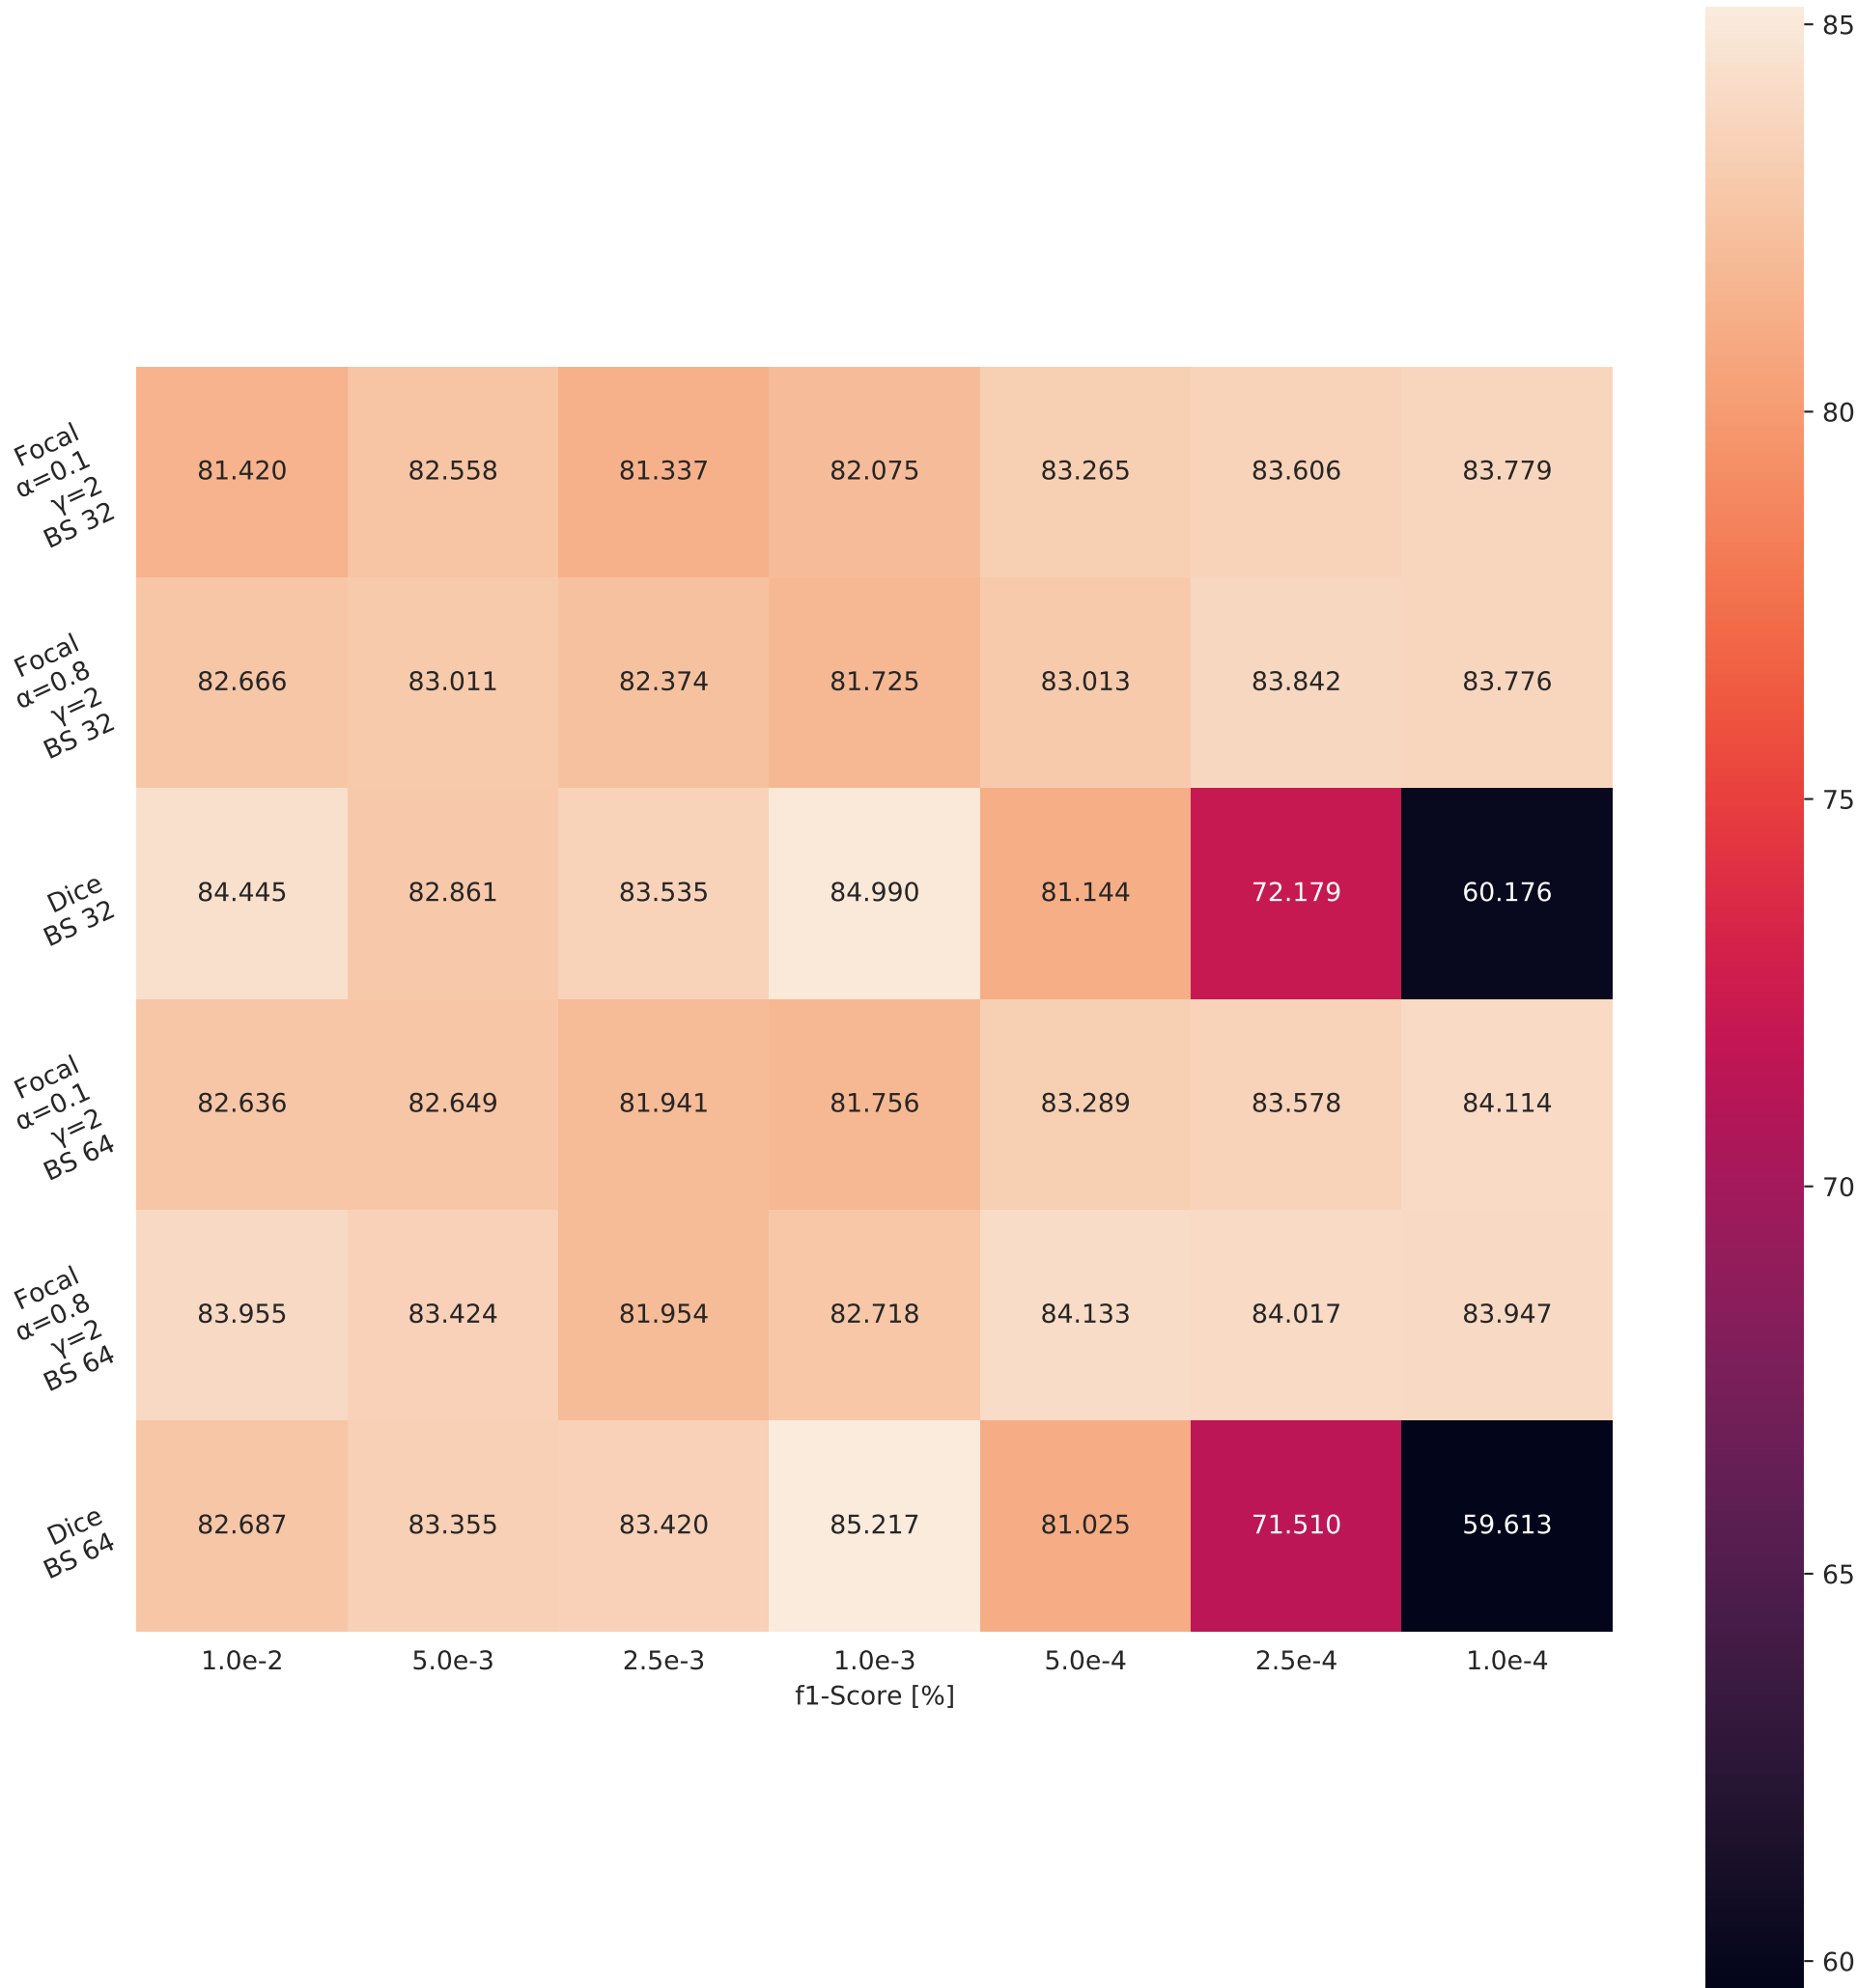 Focal
α=0.1
γ=2
BS 32
81.420 82.558 81.337 82.075 83.265 83.606 83.779
Focal
α=0.8
γ=2
BS 32
82.666 83.011 82.374 81.725 83.013 83.842 83.776
Dice
BS 32
84.445 82.861 83.535 84.990 81.144 72.179 60.176
Focal
α=0.1
γ=2
BS 64
82.636 82.649 81.941 81.756 83.289 83.578 84.114
Focal
α=0.8
γ=2
BS 64
83.955 83.424 81.954 82.718 84.133 84.017 83.947
Dice
BS 64
82.687 83.355 83.420 85.217 81.025 71.510 59.613
1.0e-2 5.0e-3 2.5e-3 1.0e-3 5.0e-4 2.5e-4 1.0e-4
f1-Score [%]
85
80
75
70
65
60